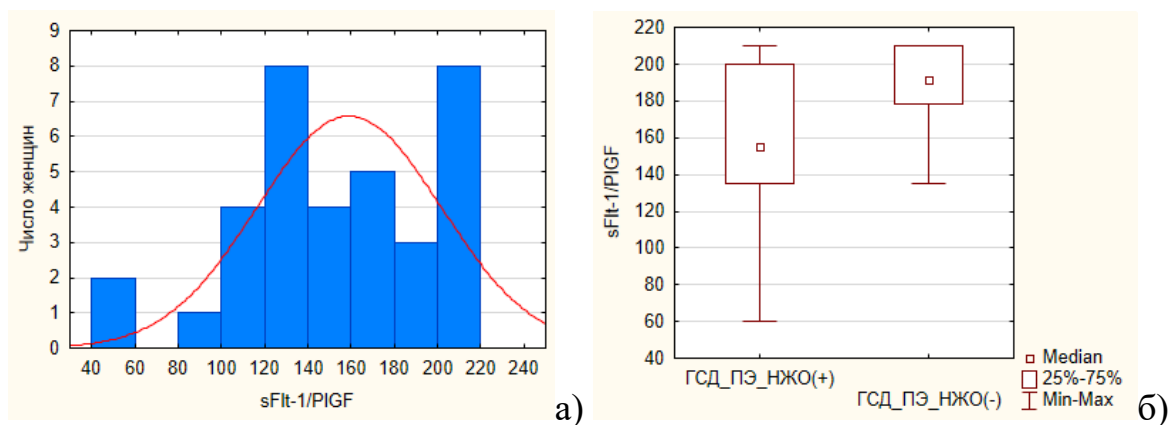 9
8
7
6
5
4
3
2
1
0
Число женщин
40 60 80 100 120 140 160 180 200 220 240
sFlt-1/PlGF
а)
220
200
180
160
140
120
100
80
60
40
sFlt-1/PlGF
ГСД_ПЭ_НЖО(+)
ГСД_ПЭ_НЖО(-)
Median
25%-75%
Min-Max
б)